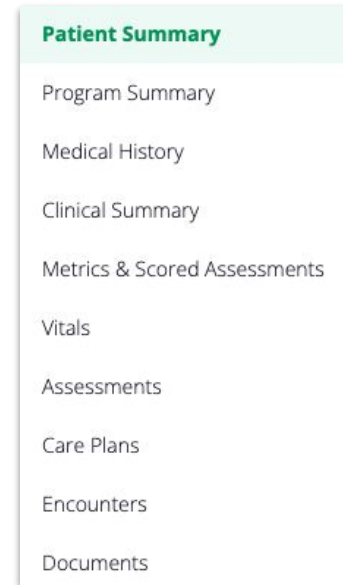 Patient Summary
Program Summary
Medical History
Clinical Summary
Metrics & Scored Assessments
Vitals
Assessments
Care Plans
Encounters
Documents